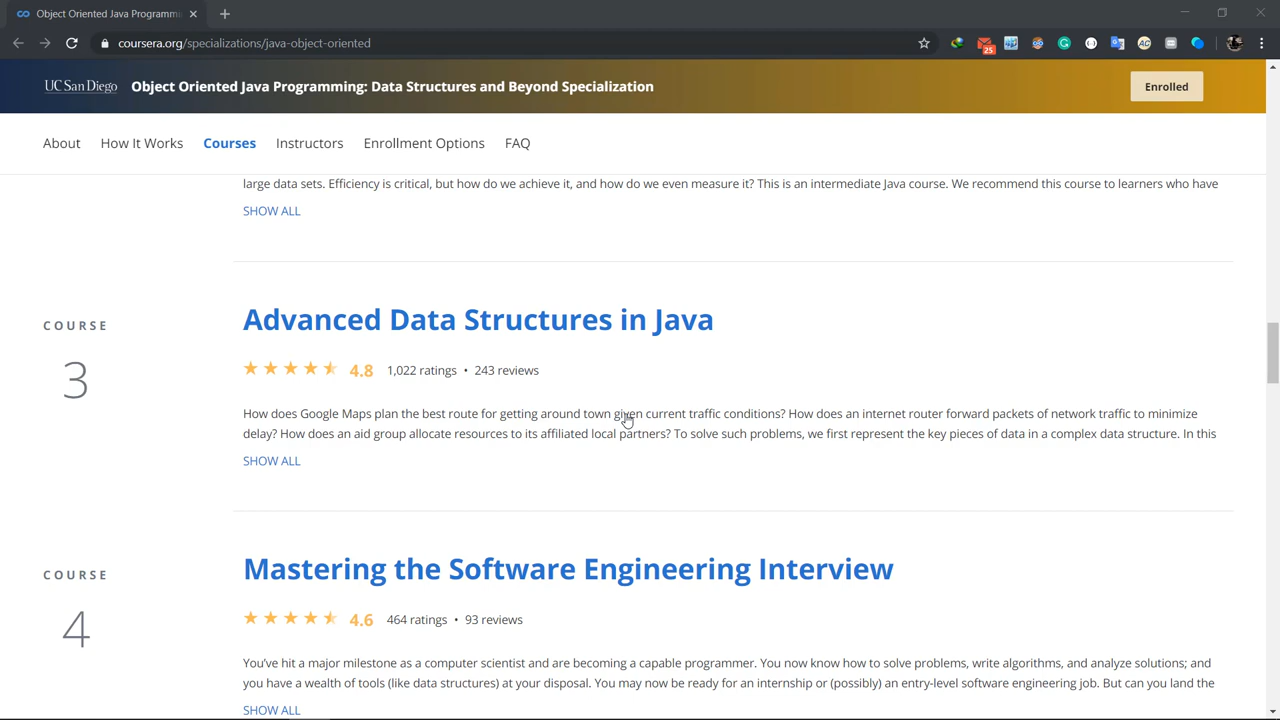 Object Oriented Java Programmi
coursera.org/specializations/java-object-oriented
25
UC San Diego
Object Oriented Java Programming: Data Structures and Beyond Specialization
Enrolled
About
How It Works
Courses
Instructors
Enrollment Options
FAQ
large data sets. Efficiency is critical, but how do we achieve it, and how do we even measure it? This is an intermediate Java course. We recommend this course to learners who have
SHOW ALL
COURSE
3
Advanced Data Structures in Java
4.8 1,022 ratings • 243 reviews
How does Google Maps plan the best route for getting around town given current traffic conditions? How does an internet router forward packets of network traffic to minimize
delay? How does an aid group allocate resources to its affiliated local partners? To solve such problems, we first represent the key pieces of data in a complex data structure. In this
SHOW ALL
COURSE
4
Mastering the Software Engineering Interview
4.6 464 ratings • 93 reviews
You've hit a major milestone as a computer scientist and are becoming a capable programmer. You now know how to solve problems, write algorithms, and analyze solutions; and
you have a wealth of tools (like data structures) at your disposal. You may now be ready for an internship or (possibly) an entry-level software engineering job. But can you land the
SHOW ALL